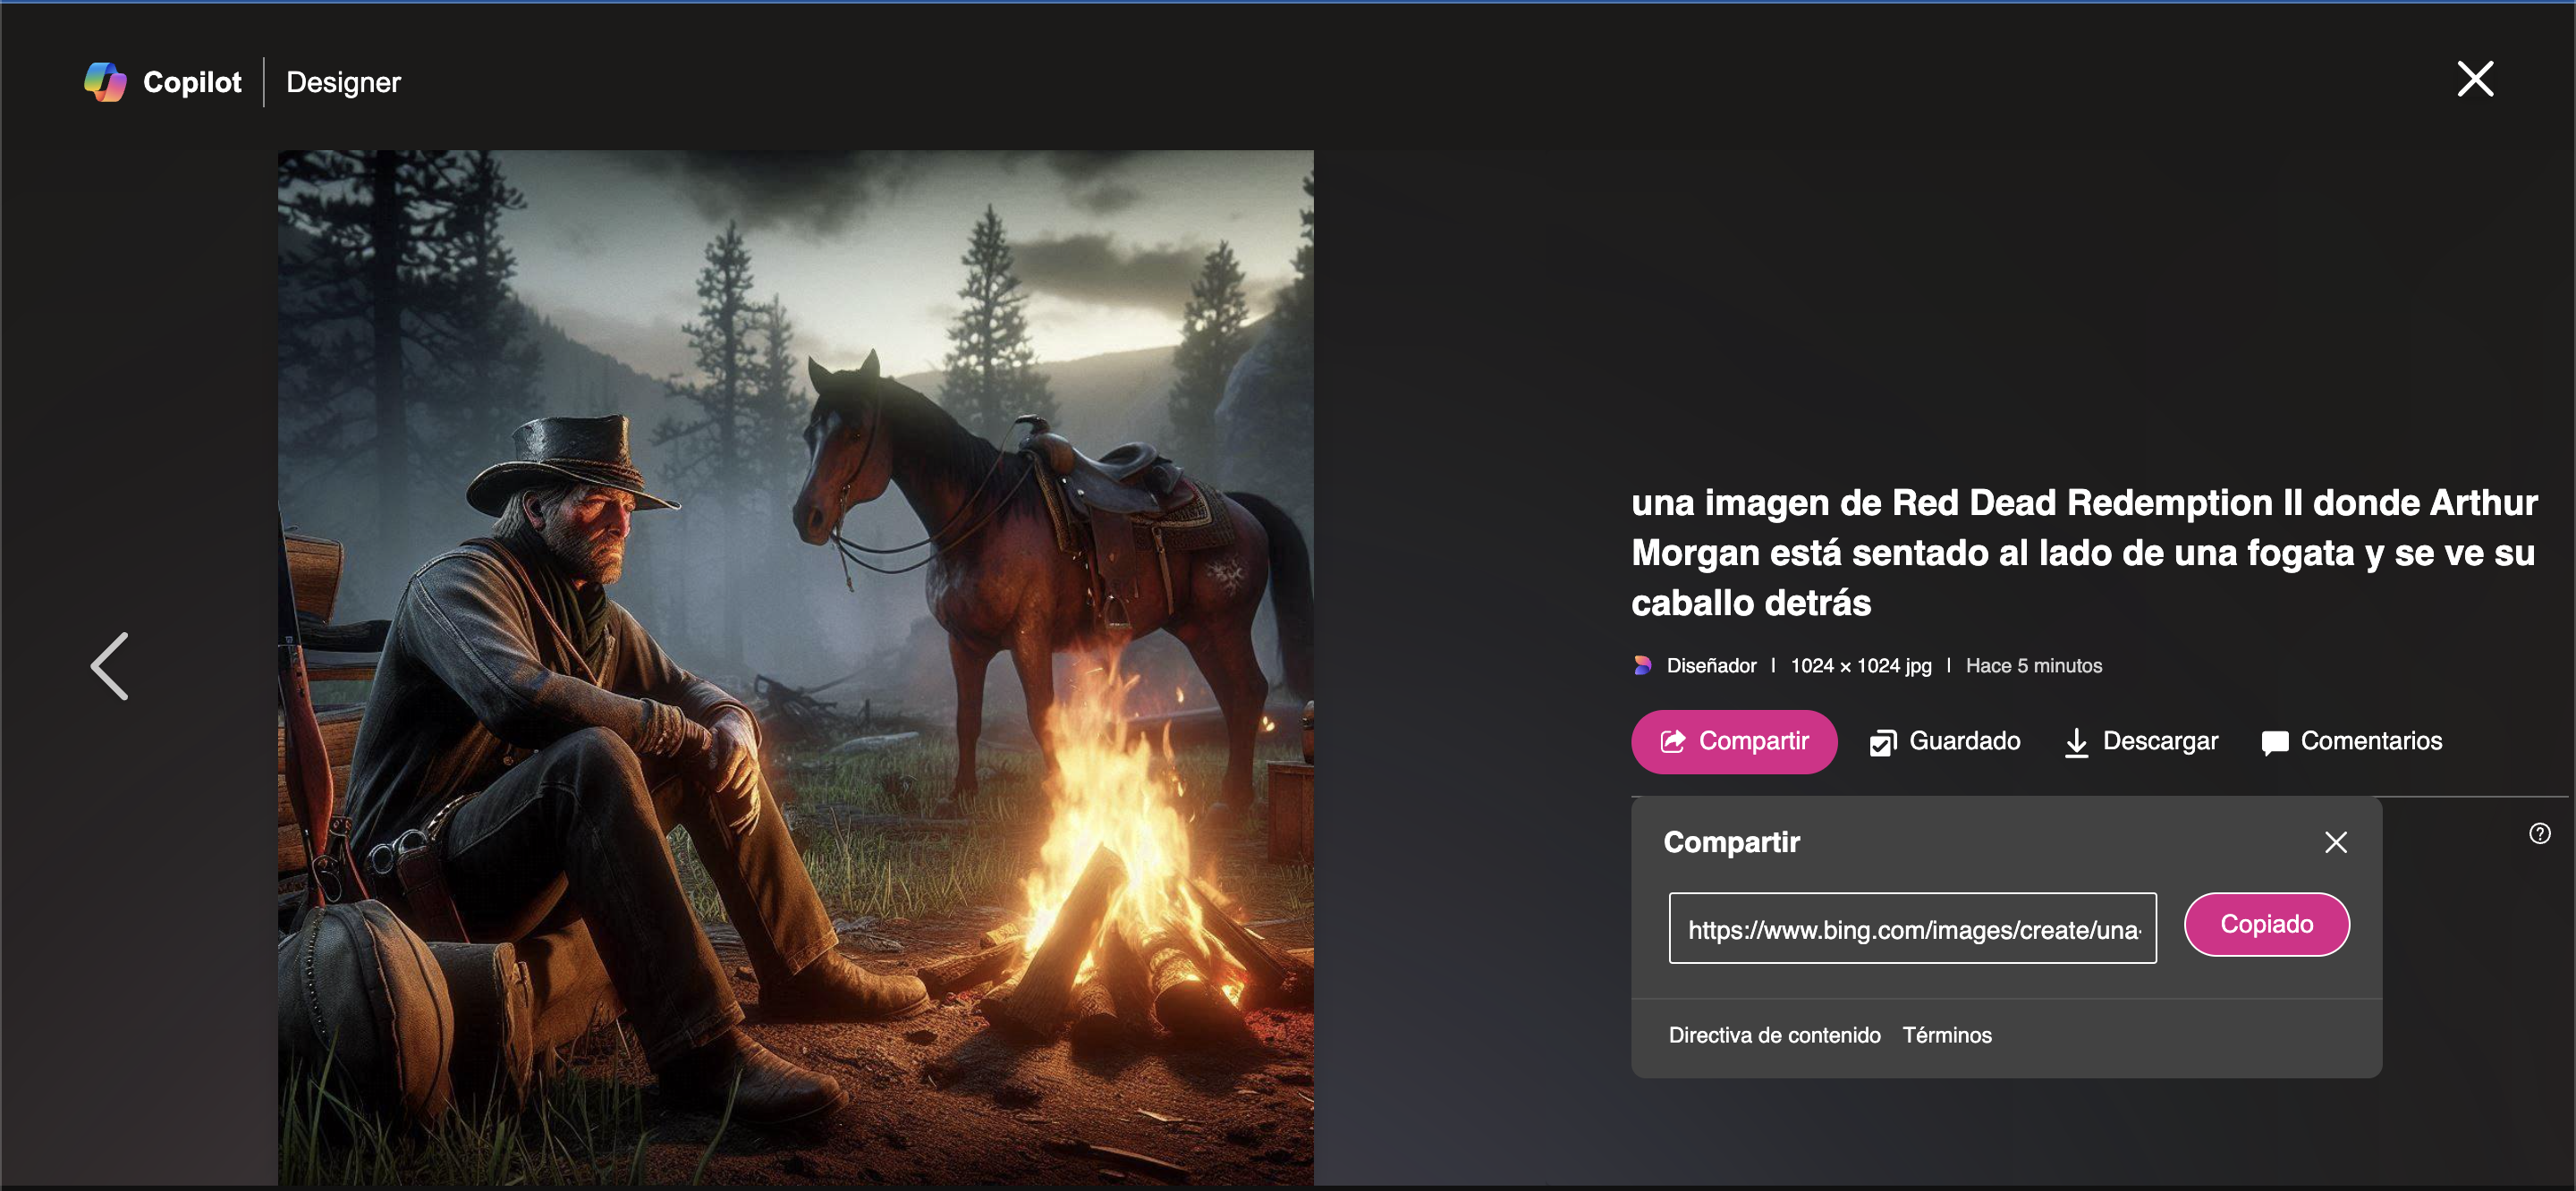 Copilot | Designer
una imagen de Red Dead Redemption II donde Arthur
Morgan está sentado al lado de una fogata y se ve su
caballo detrás
Diseñador | 1024 × 1024 jpg | Hace 5 minutos
Compartir Guardado Descargar Comentarios
Compartir
https://www.bing.com/images/create/una- Copiado
Directiva de contenido Términos